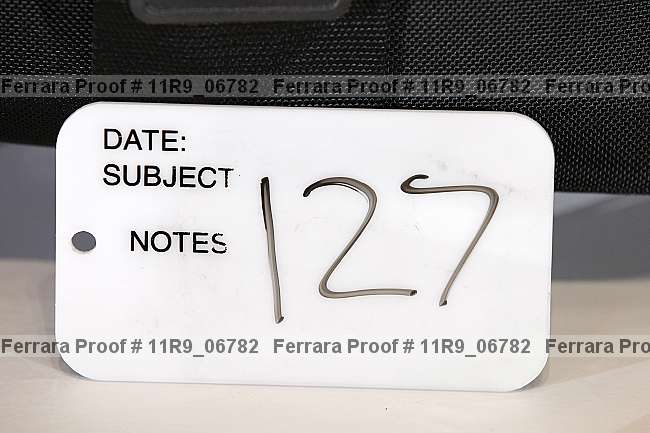 Ferrara Proof # 11R9_06782 Ferrara Proof # 11R9_06782 Ferrara Pro
DATE:
SUBJECT
NOTES
127
Ferrara Proof # 11R9_06782 Ferrara Proof # 11R9_06782 Ferrara Pro